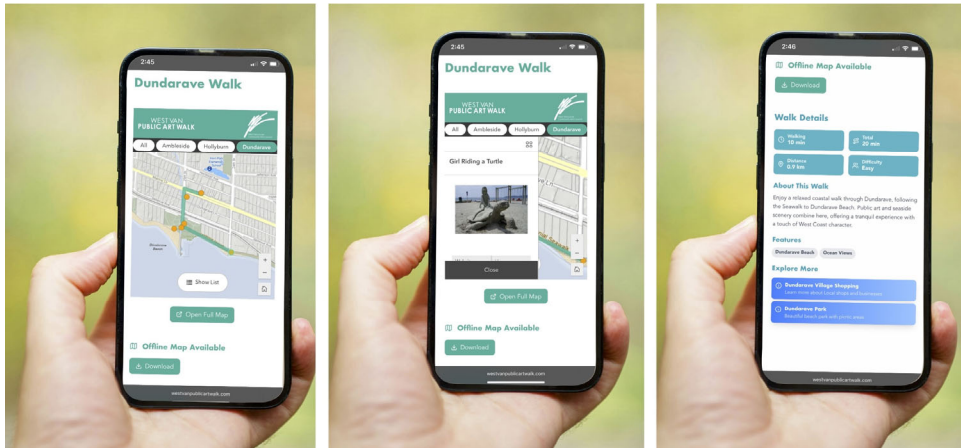 2:45
Dundarave Walk
WEST VAN
PUBLIC ART WALK
All
Ambleside
Hollyburn
Dundarave
Dundarave
Beach
+
−
Show List
Open Full Map
Offline Map Available
Download
westvanpublicartwalk.com
2:45
Dundarave Walk
WEST VAN
PUBLIC ART WALK
All
Ambleside
Hollyburn
Dundarave
Girl Riding a Turtle
+
−
Close
Open Full Map
Offline Map Available
Download
westvanpublicartwalk.com
2:46
Offline Map Available
Download
Walk Details
Walking
10 min
Total
20 min
Distance
0.9 km
Difficulty
Easy
About This Walk
Enjoy a relaxed coastal walk through Dundarave, following
the Seawalk to Dundarave Beach. Public art and seaside
scenery combine here, offering a tranquil experience with
a touch of West Coast character.
Features
Dundarave Beach
Ocean Views
Explore More
Dundarave Village Shopping
Learn more about Local shops and businesses
Dundarave Park
Beautiful beach park with picnic areas
westvanpublicartwalk.com